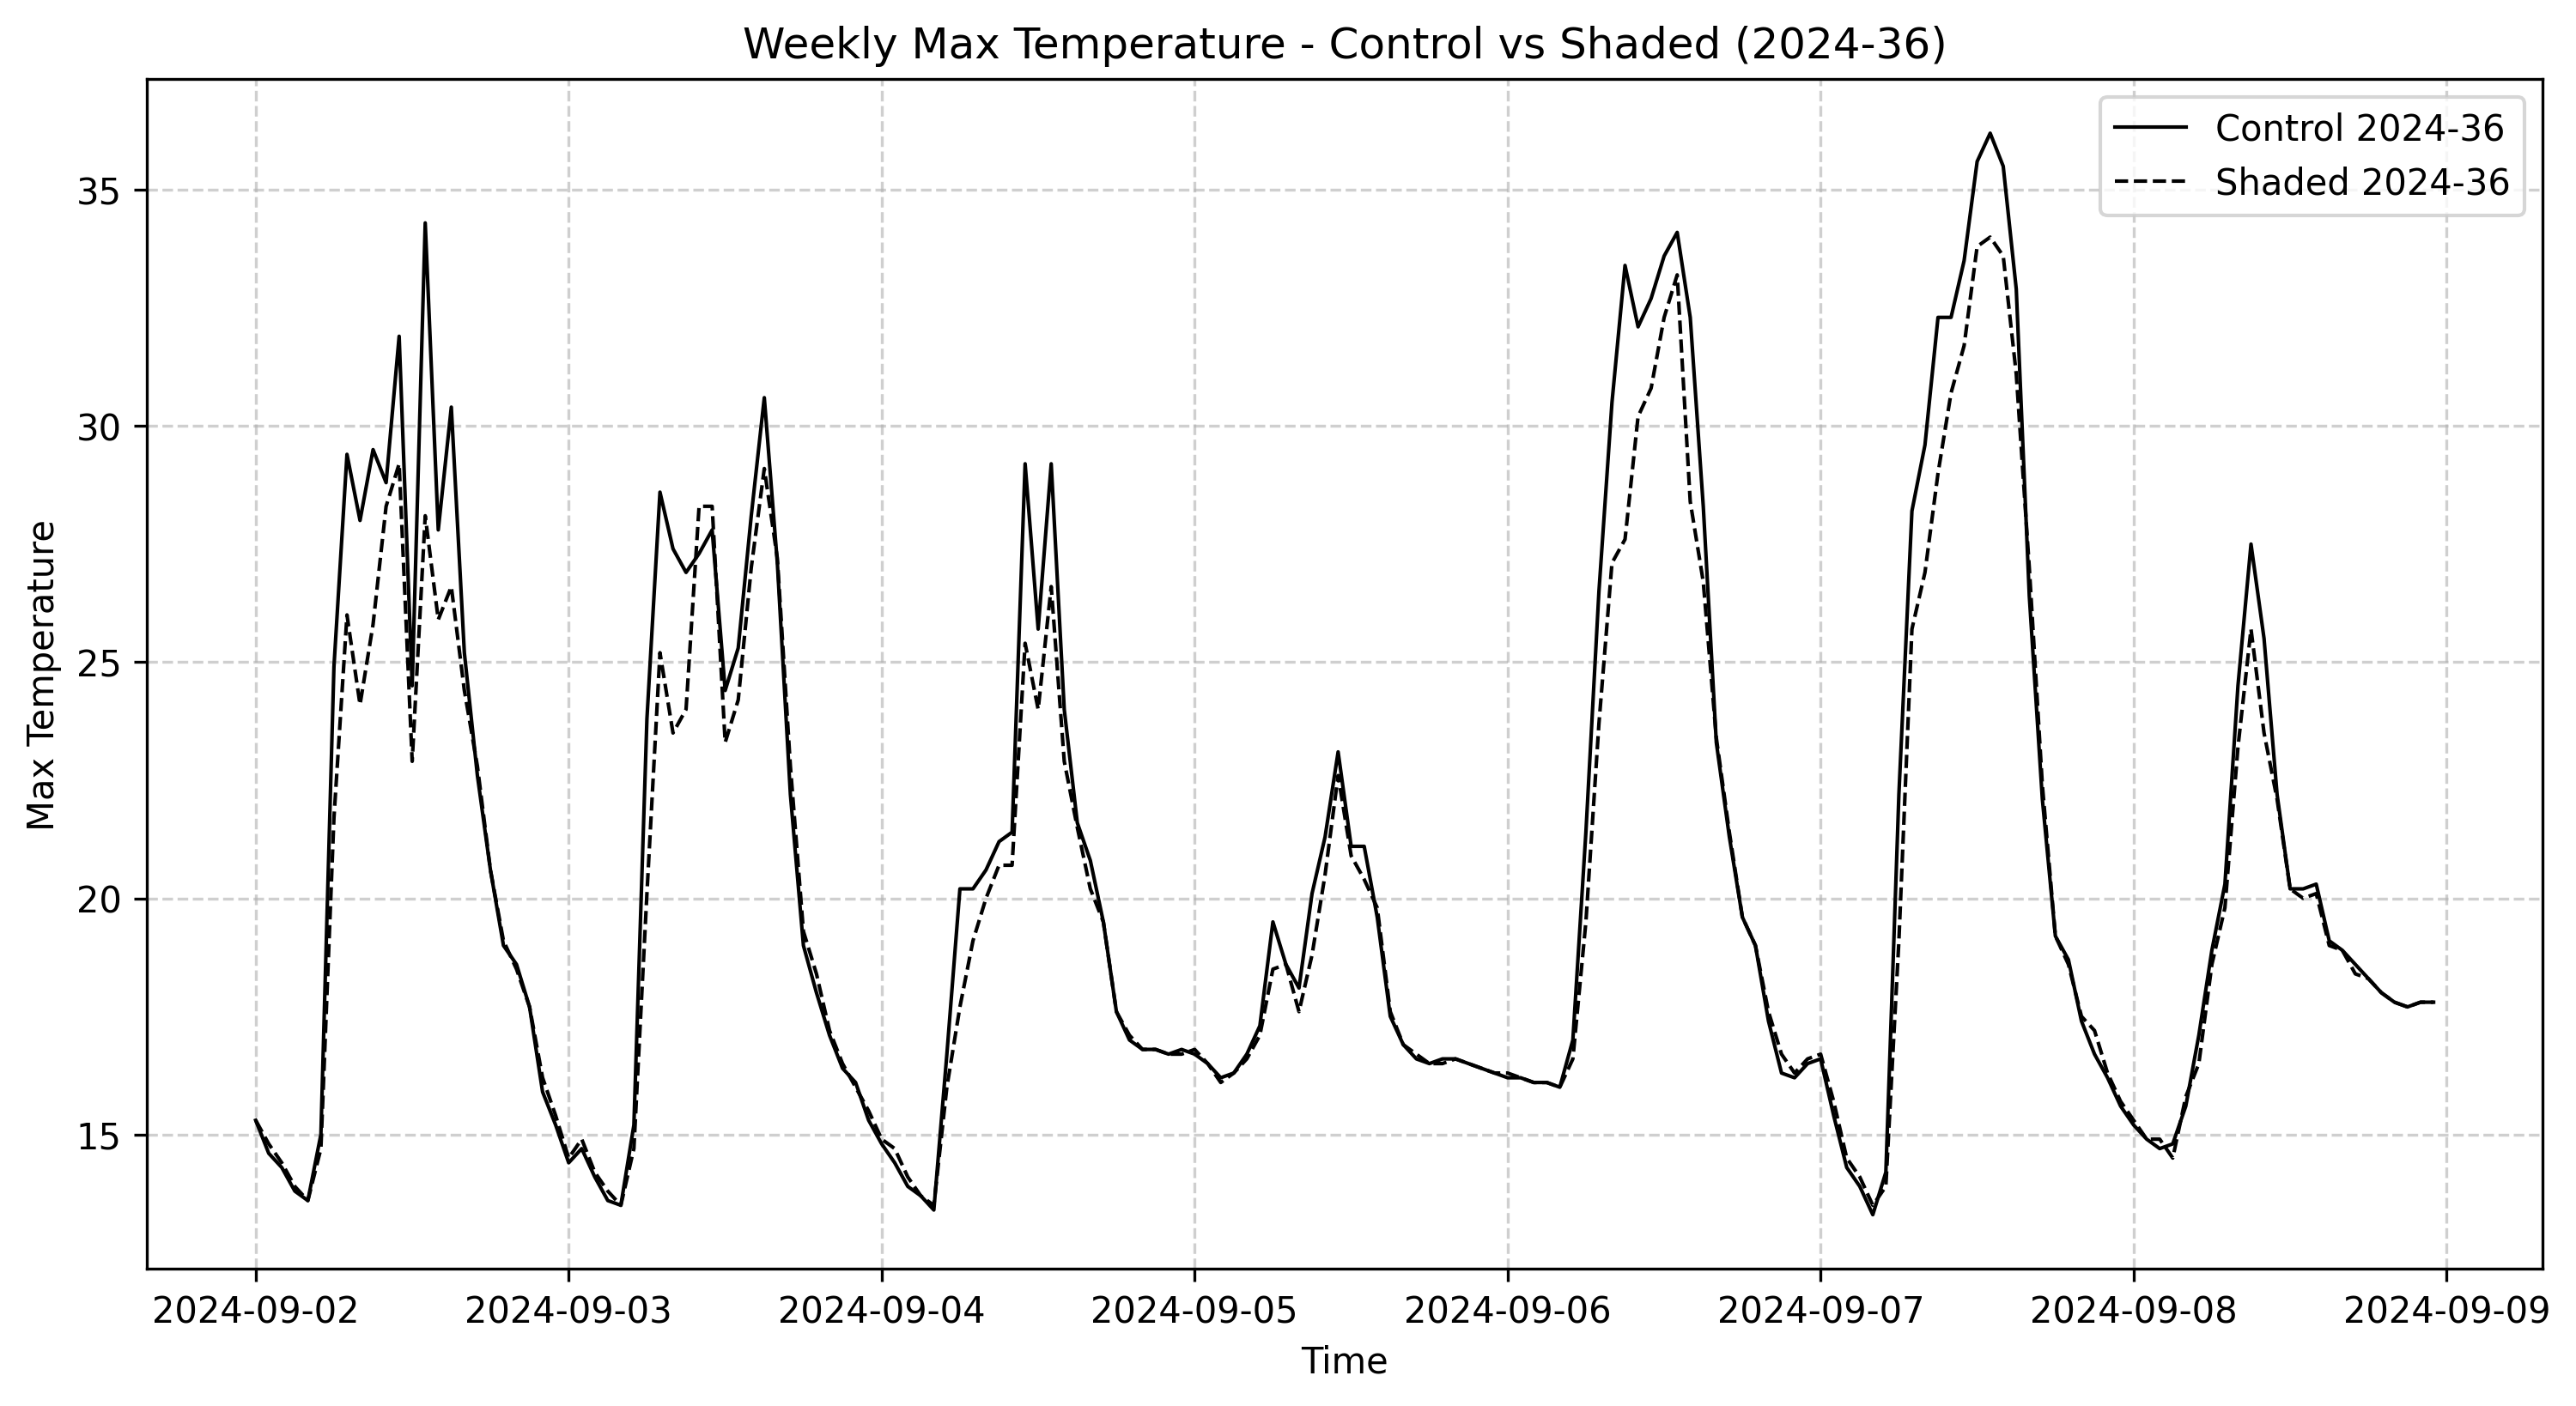 Weekly Max Temperature - Control vs Shaded (2024-36)
Control 2024-36
Shaded 2024-36
Max Temperature
35
30
25
20
15
2024-09-02 2024-09-03 2024-09-04 2024-09-05 2024-09-06 2024-09-07 2024-09-08 2024-09-09
Time